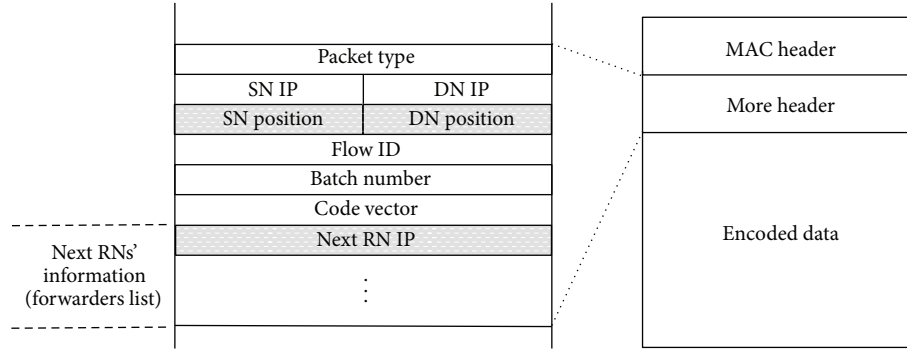 Packet type
SN IP
DN IP
SN position
DN position
Flow ID
Batch number
Code vector
Next RN IP
⋮
Next RNs'
information
(forwarders list)
MAC header
More header
Encoded data